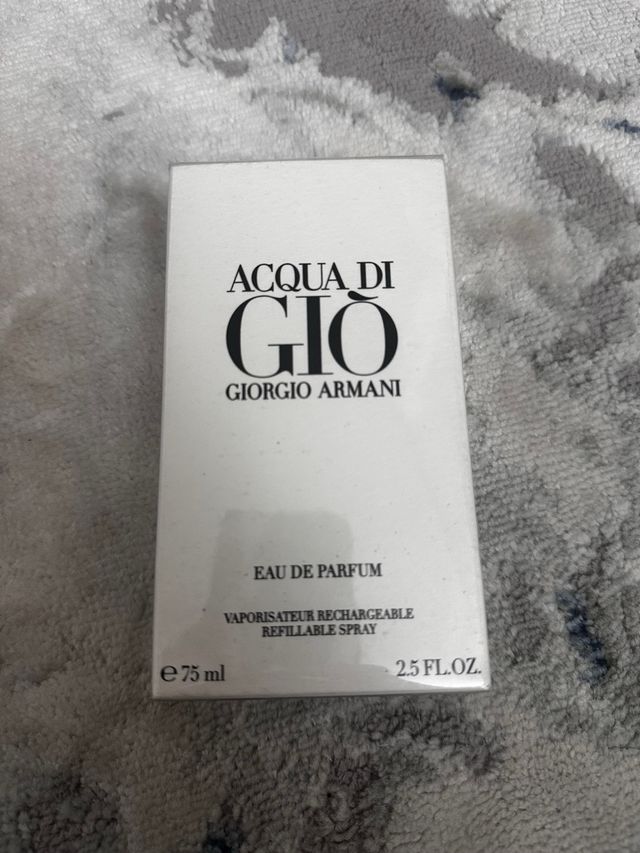 ACQUA DI
GIÒ
GIORGIO ARMANI
EAU DE PARFUM
VAPORISATEUR RECHARGEABLE
REFILLABLE SPRAY
℮ 75 ml 2.5 FL.OZ.